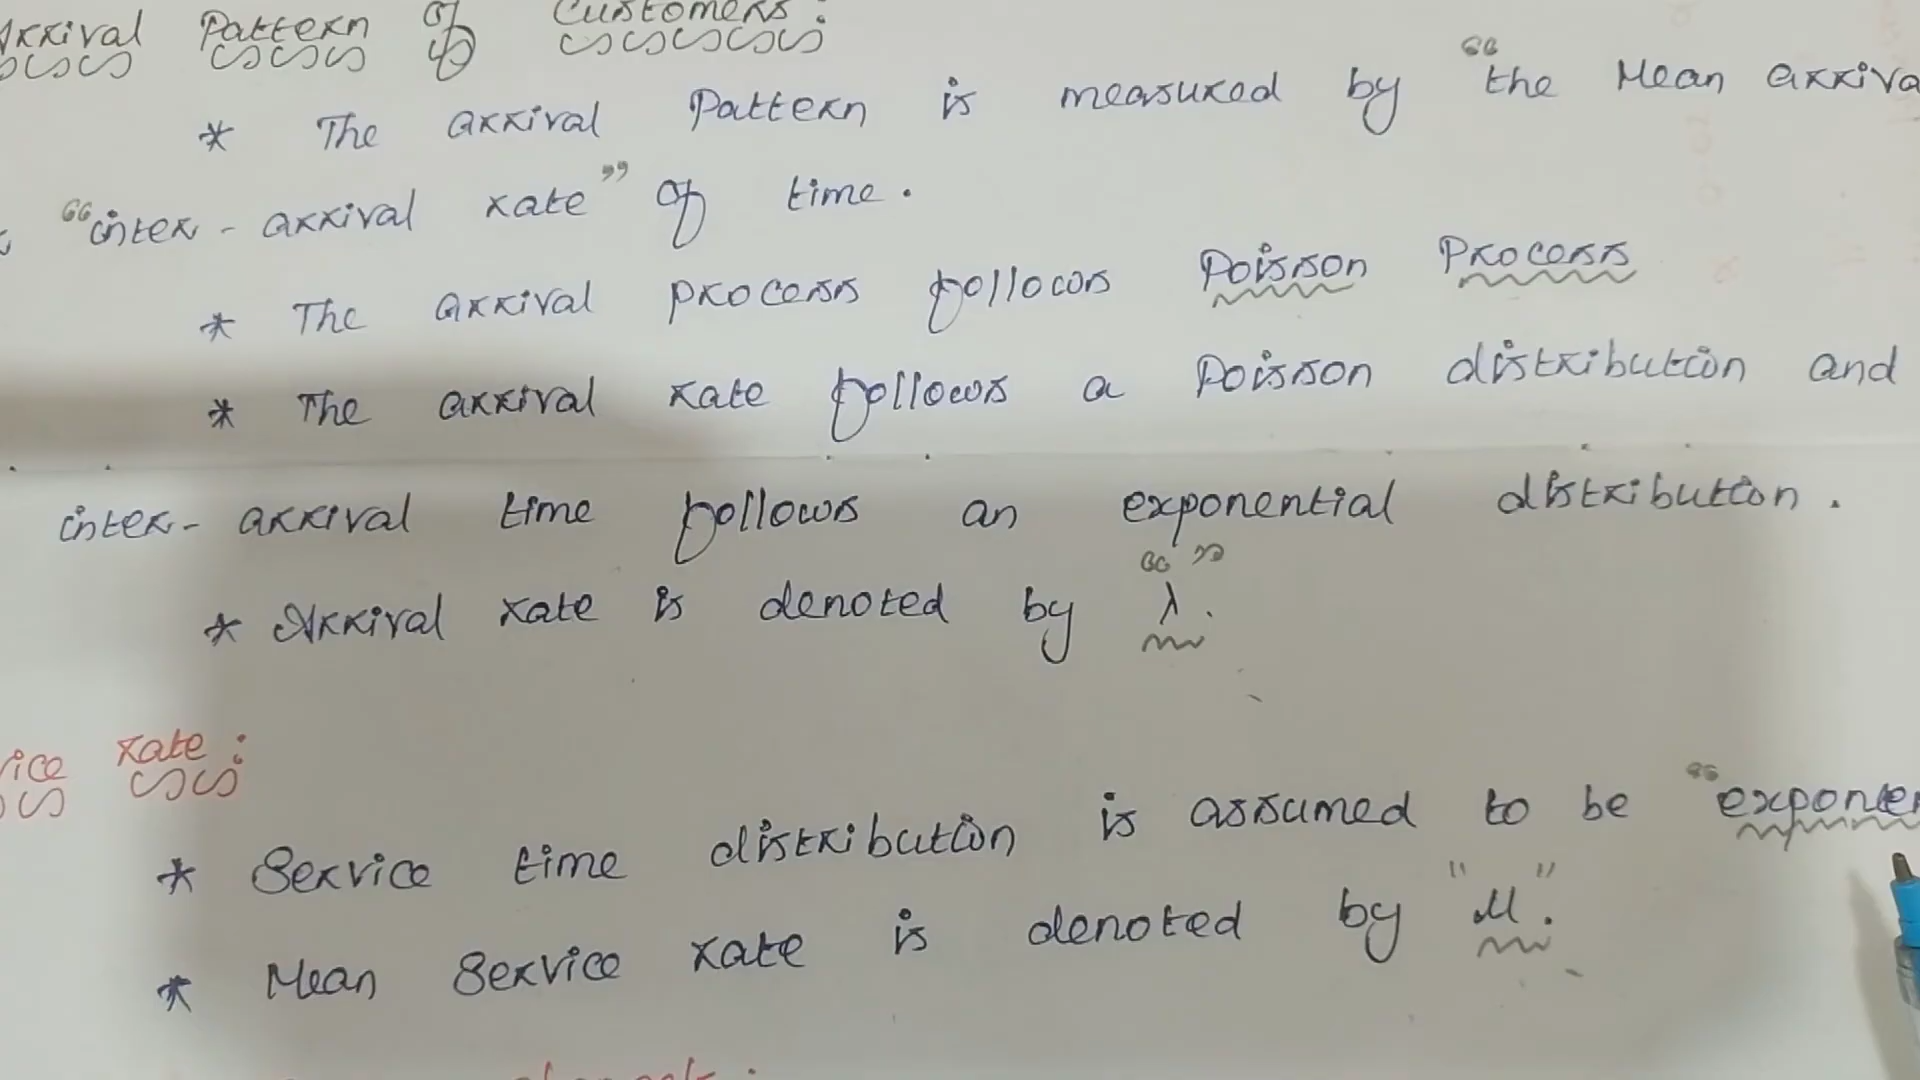 Arrival Pattern of Customers:
* The arrival Pattern is measured by "the Mean arriva
"inter-arrival rate" of time.
* The arrival process follows Poisson Process
* The arrival rate follows a Poisson distribution and
inter-arrival time follows an exponential distribution.
* Arrival rate is denoted by "λ".
vice rate:
* Service time distribution is assumed to be "exponen
* Mean Service rate is denoted by "μ".